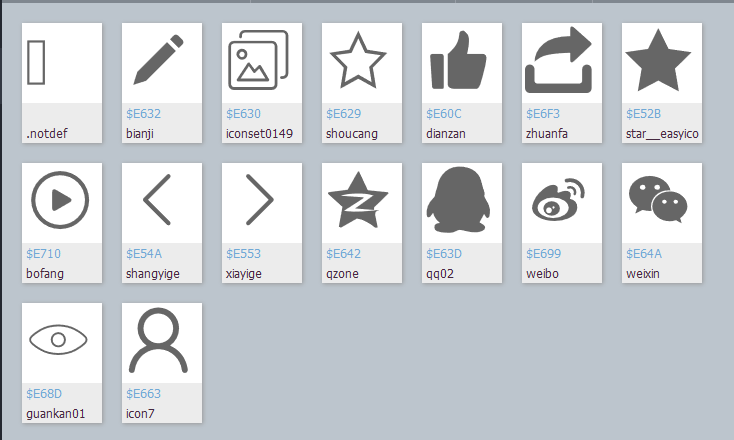 .notdef
$E632
bianji
$E630
iconset0149
$E629
shoucang
$E60C
dianzan
$E6F3
zhuanfa
$E52B
star__easyico
$E710
bofang
$E54A
shangyige
$E553
xiayige
$E642
qzone
$E63D
qq02
$E699
weibo
$E64A
weixin
$E68D
guankan01
$E663
icon7